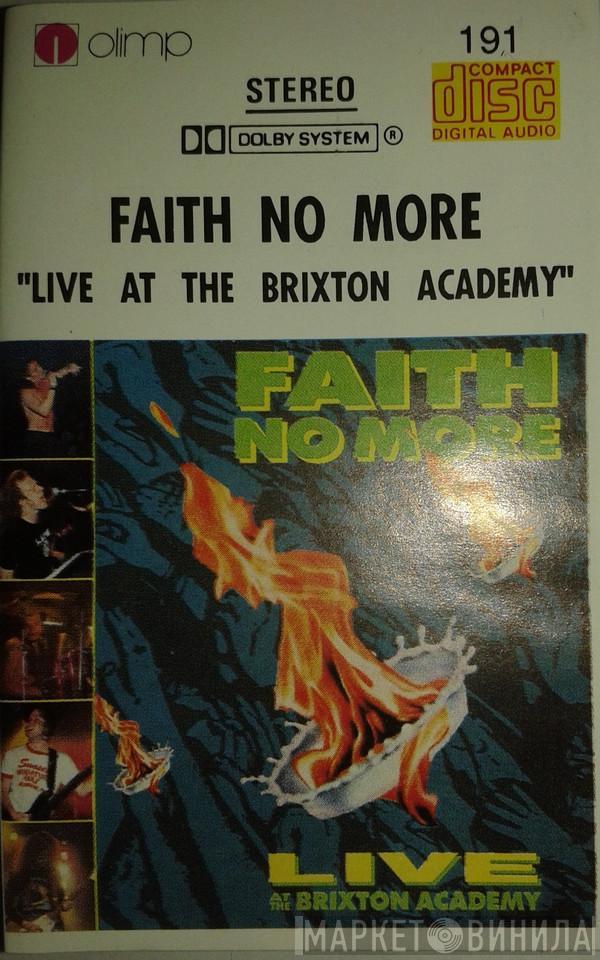 olimp
191
STEREO
COMPACT
disc
DIGITAL AUDIO
DOLBY SYSTEM ®
FAITH NO MORE
"LIVE AT THE BRIXTON ACADEMY"
FAITH
NO MORE
LIVE
AT THE BRIXTON ACADEMY
МАРКЕТ ВИНИЛА